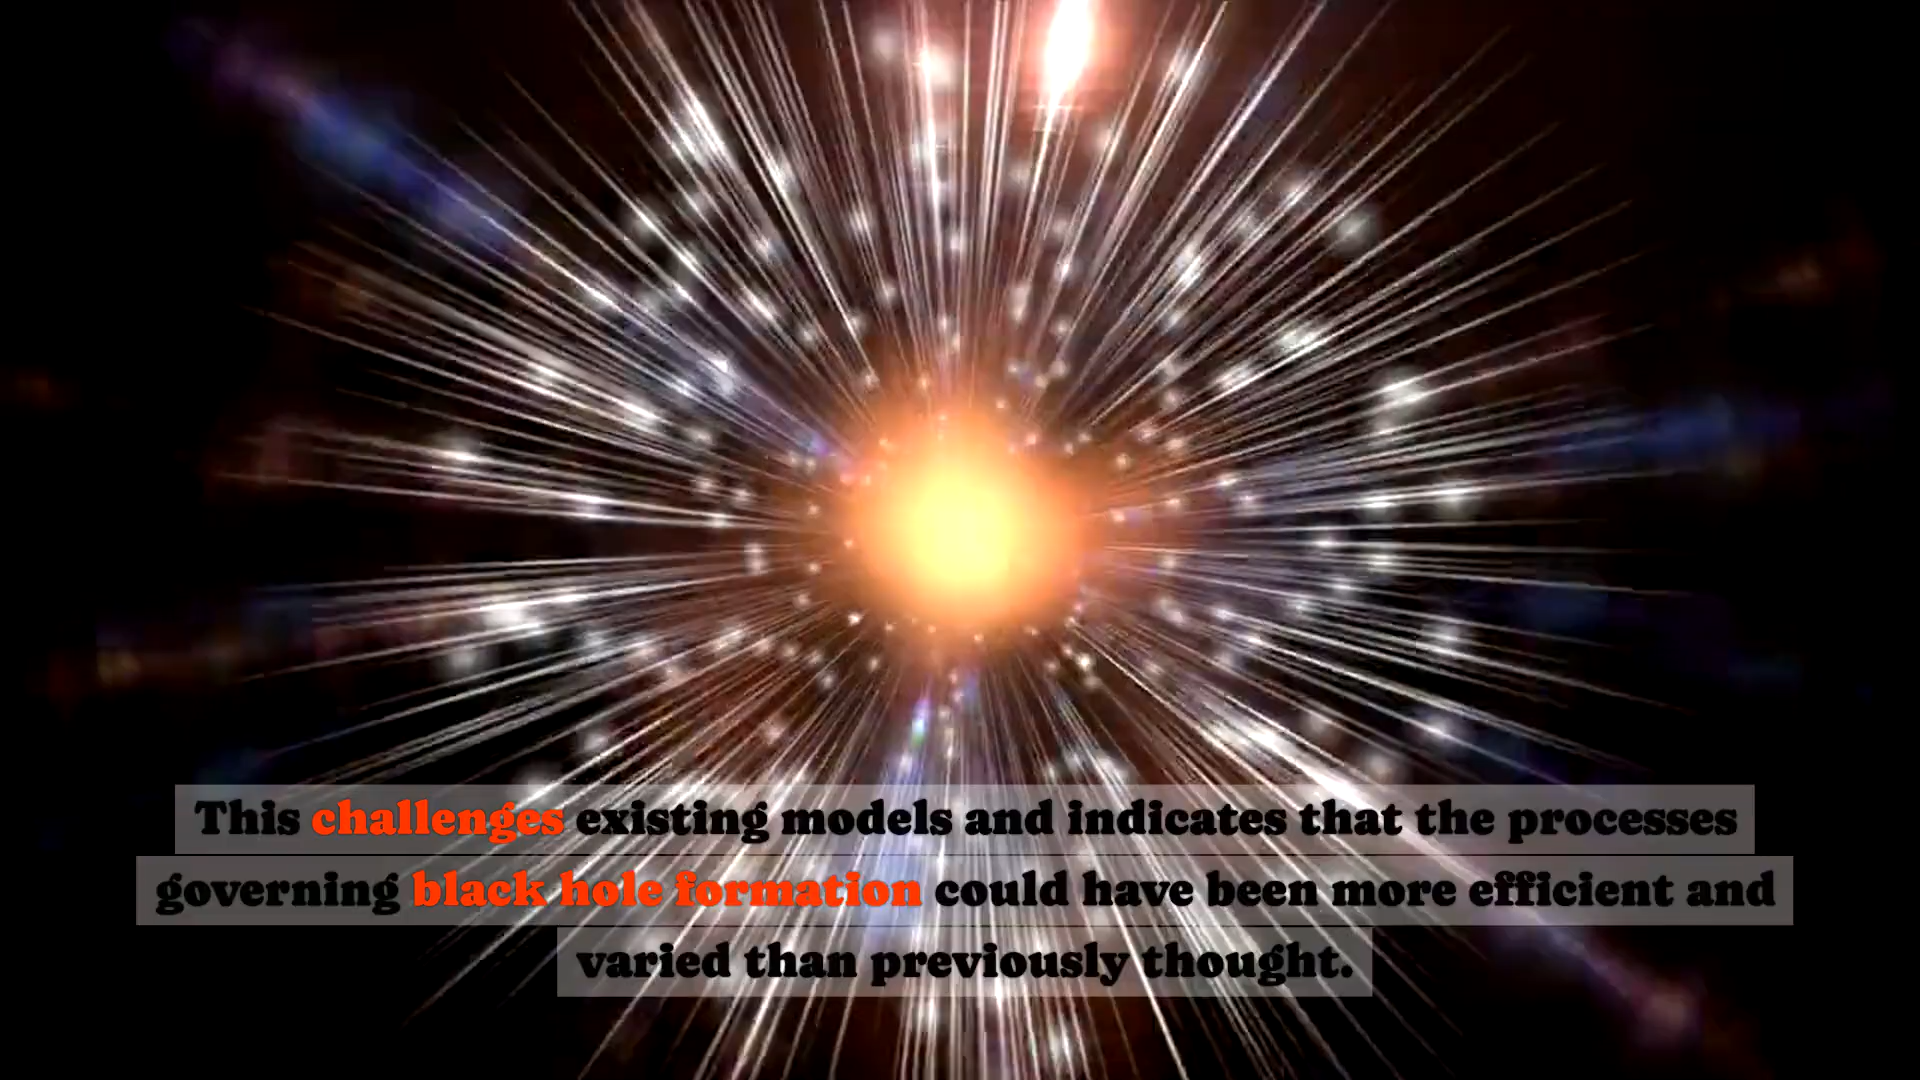 This challenges existing models and indicates that the processes
governing black hole formation could have been more efficient and
varied than previously thought.